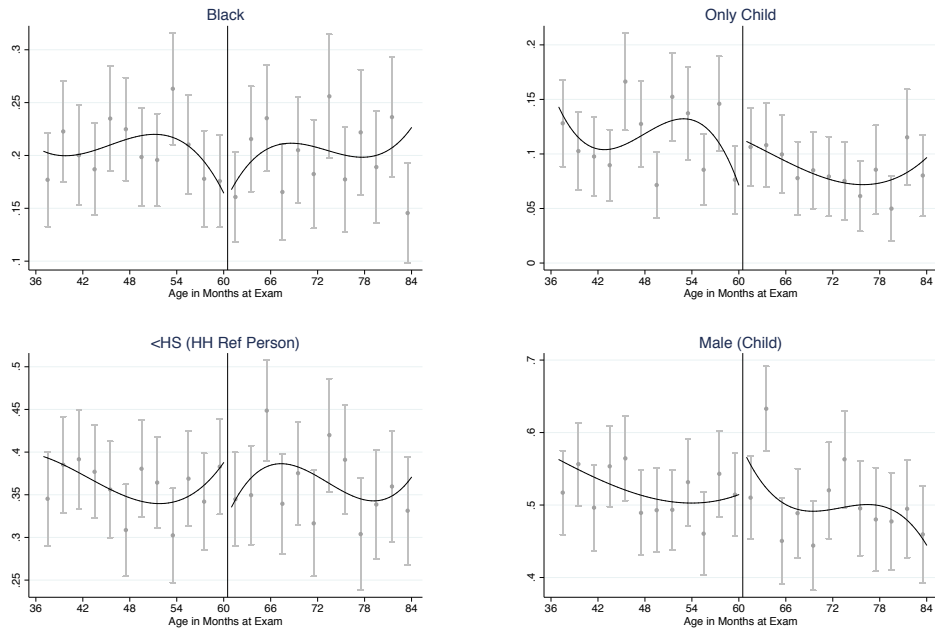 Black
.3
.25
.2
.15
.1
36 42 48 54 60 66 72 78 84
Age in Months at Exam
Only Child
.2
.15
.1
.05
0
36 42 48 54 60 66 72 78 84
Age in Months at Exam
<HS (HH Ref Person)
.5
.45
.4
.35
.3
.25
36 42 48 54 60 66 72 78 84
Age in Months at Exam
Male (Child)
.7
.6
.5
.4
36 42 48 54 60 66 72 78 84
Age in Months at Exam